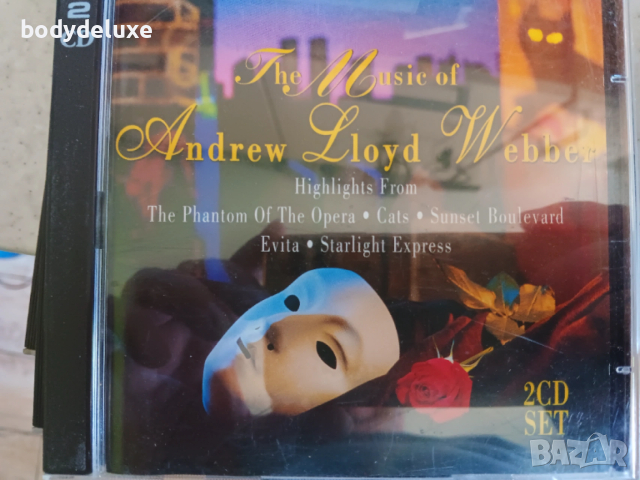 bodydeluxe
2
CD
The Music of
Andrew Lloyd Webber
Highlights From
The Phantom Of The Opera • Cats • Sunset Boulevard
Evita • Starlight Express
2CD
SET
BAZAR